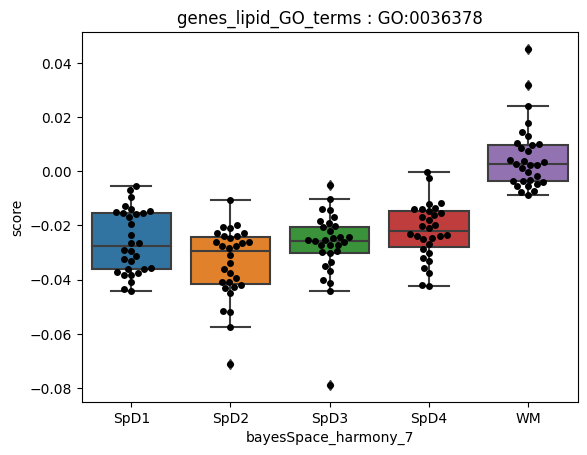 genes_lipid_GO_terms : GO:0036378
0.04
0.02
0.00
−0.02
−0.04
−0.06
−0.08
score
SpD1 SpD2 SpD3 SpD4 WM
bayesSpace_harmony_7